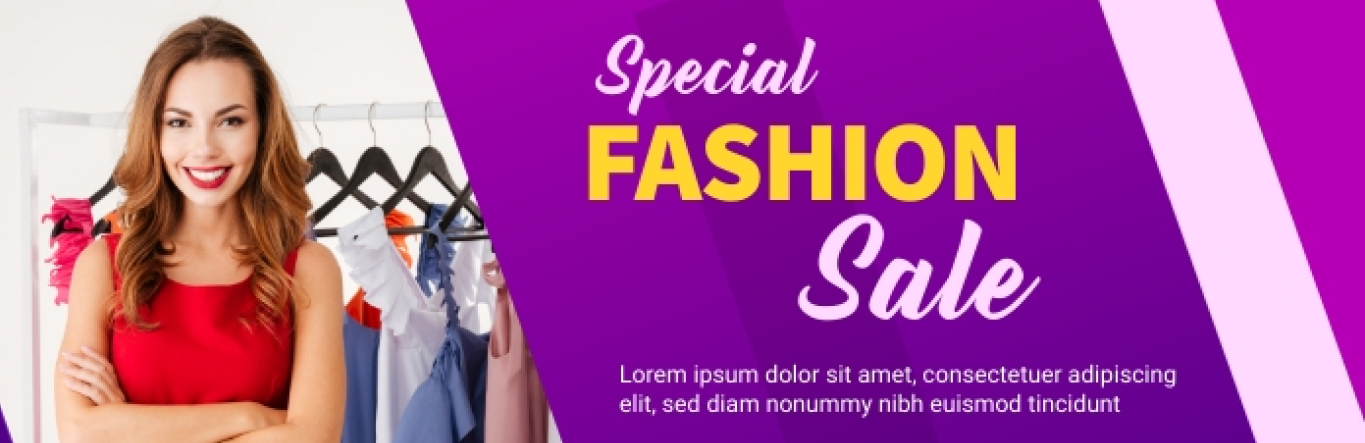 Special
FASHION
Sale
Lorem ipsum dolor sit amet, consectetuer adipiscing
elit, sed diam nonummy nibh euismod tincidunt